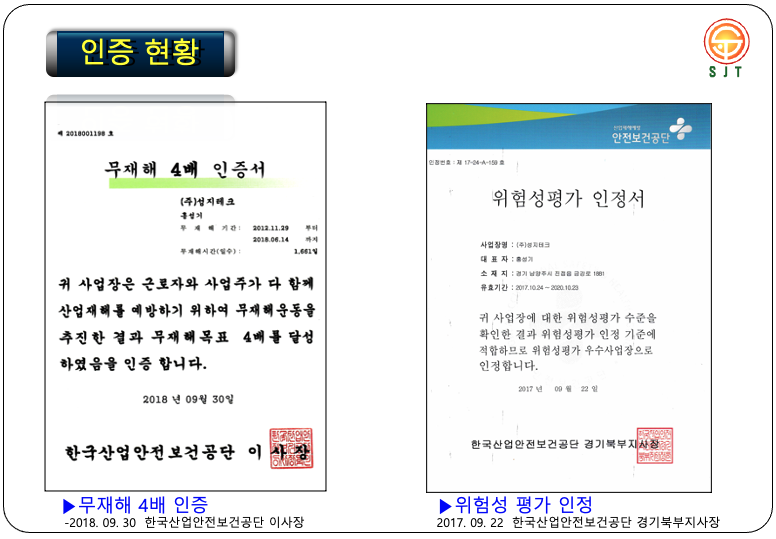 인증 현황
SJT
제 2018001198 호
무재해 4배 인증서
(주)성지테크
홍성기
무 재 해 기 간 : 2012.11.29 부터
2018.06.14 까지
무재해시간(일수) : 1,661일
귀 사업장은 근로자와 사업주가 다 함께
산업재해를 예방하기 위하여 무재해운동을
추진한 결과 무재해목표 4배를 달성
하였음을 인증 합니다.
2018 년 09월 30일
한국산업안전보건공단 이 사 장
▶무재해 4배 인증
-2018. 09. 30 한국산업안전보건공단 이사장
산업재해예방
안전보건공단
인정번호 : 제 17-24-A-159 호
위험성평가 인정서
사업장명 : (주)성지테크
대 표 자 : 홍성기
소 재 지 : 경기 남양주시 진접읍 금강로 1881
유효기간 : 2017.10.24 ~ 2020.10.23
귀 사업장에 대한 위험성평가 수준을
확인한 결과 위험성평가 인정 기준에
적합하므로 위험성평가 우수사업장으로
인정합니다.
2017 년 09 월 22 일
한국산업안전보건공단 경기북부지사장
▶위험성 평가 인정
2017. 09. 22 한국산업안전보건공단 경기북부지사장